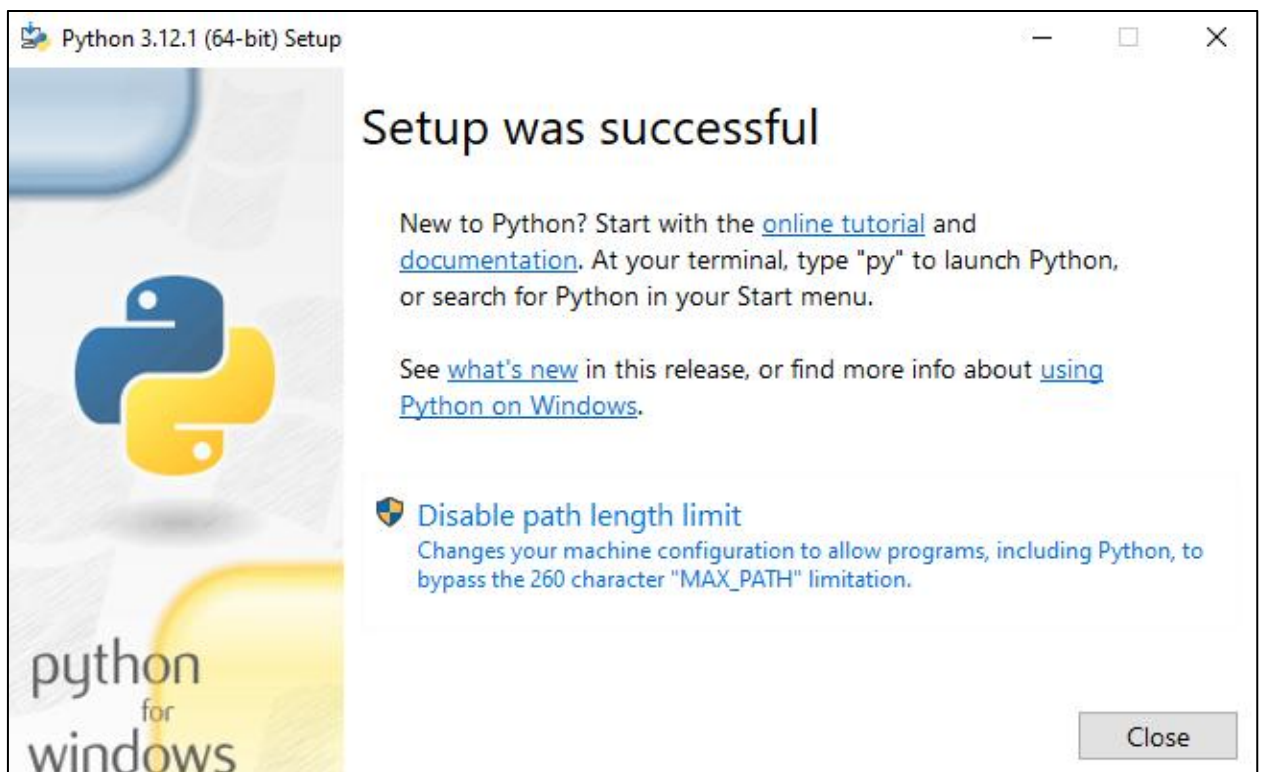 Python 3.12.1 (64-bit) Setup
Setup was successful
New to Python? Start with the online tutorial and
documentation. At your terminal, type "py" to launch Python,
or search for Python in your Start menu.
See what's new in this release, or find more info about using
Python on Windows.
Disable path length limit
Changes your machine configuration to allow programs, including Python, to
bypass the 260 character "MAX_PATH" limitation.
python
for
windows
Close